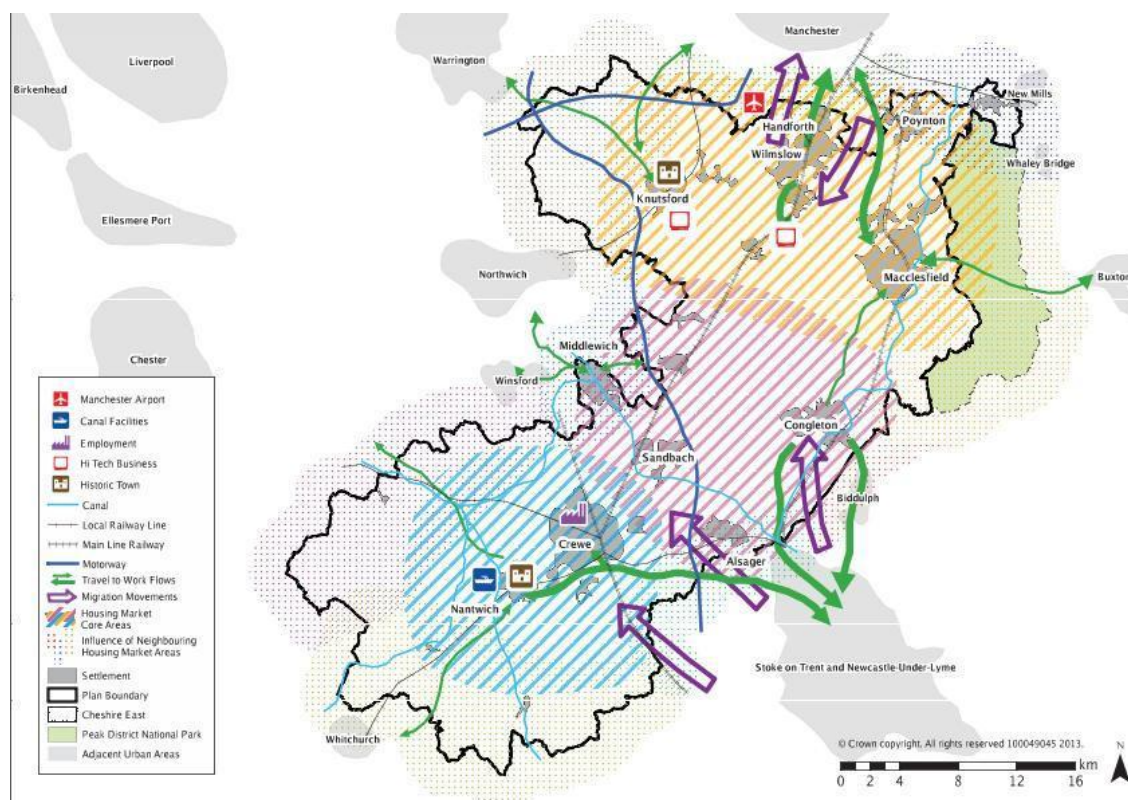 Manchester
Liverpool
Warrington
Birkenhead
New Mills
Handforth
Poynton
Wilmslow
Whaley Bridge
Knutsford
Ellesmere Port
Northwich
Macclesfield
Buxton
Middlewich
Chester
Winsford
Congleton
Sandbach
Biddulph
Crewe
Alsager
Nantwich
Stoke on Trent and Newcastle-Under-Lyme
Whitchurch
Manchester Airport
Canal Facilities
Employment
Hi Tech Business
Historic Town
Canal
Local Railway Line
Main Line Railway
Motorway
Travel to Work Flows
Migration Movements
Housing Market
Core Areas
Influence of Neighbouring
Housing Market Areas
Settlement
Plan Boundary
Cheshire East
Peak District National Park
Adjacent Urban Areas
© Crown copyright. All rights reserved 100049045 2013.
N
km
0 2 4 8 12 16